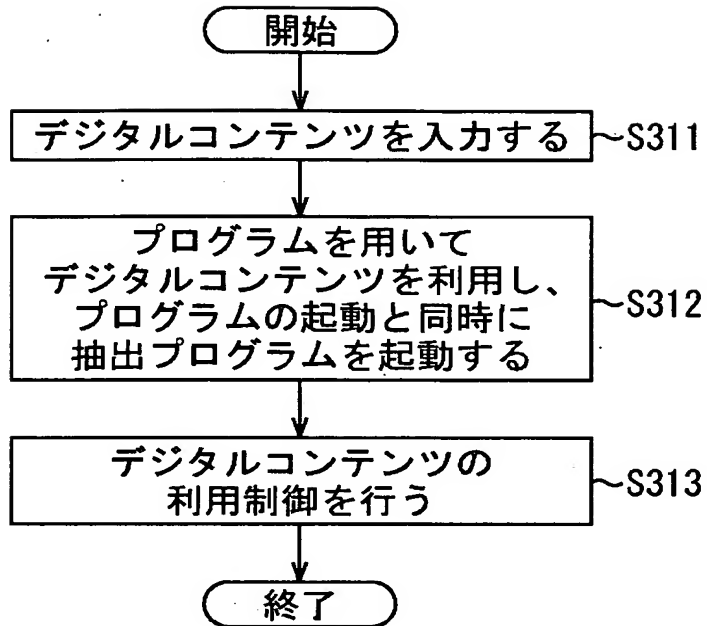 開始
デジタルコンテンツを入力する ~S311
プログラムを用いて
デジタルコンテンツを利用し、
プログラムの起動と同時に
抽出プログラムを起動する
~S312
デジタルコンテンツの
利用制御を行う
~S313
終了